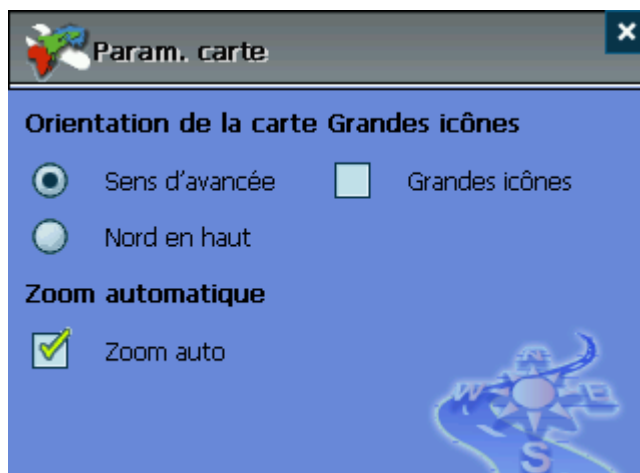 Param. carte
Orientation de la carte Grandes icônes
Sens d'avancée Grandes icônes
Nord en haut
Zoom automatique
Zoom auto
N
W E
S